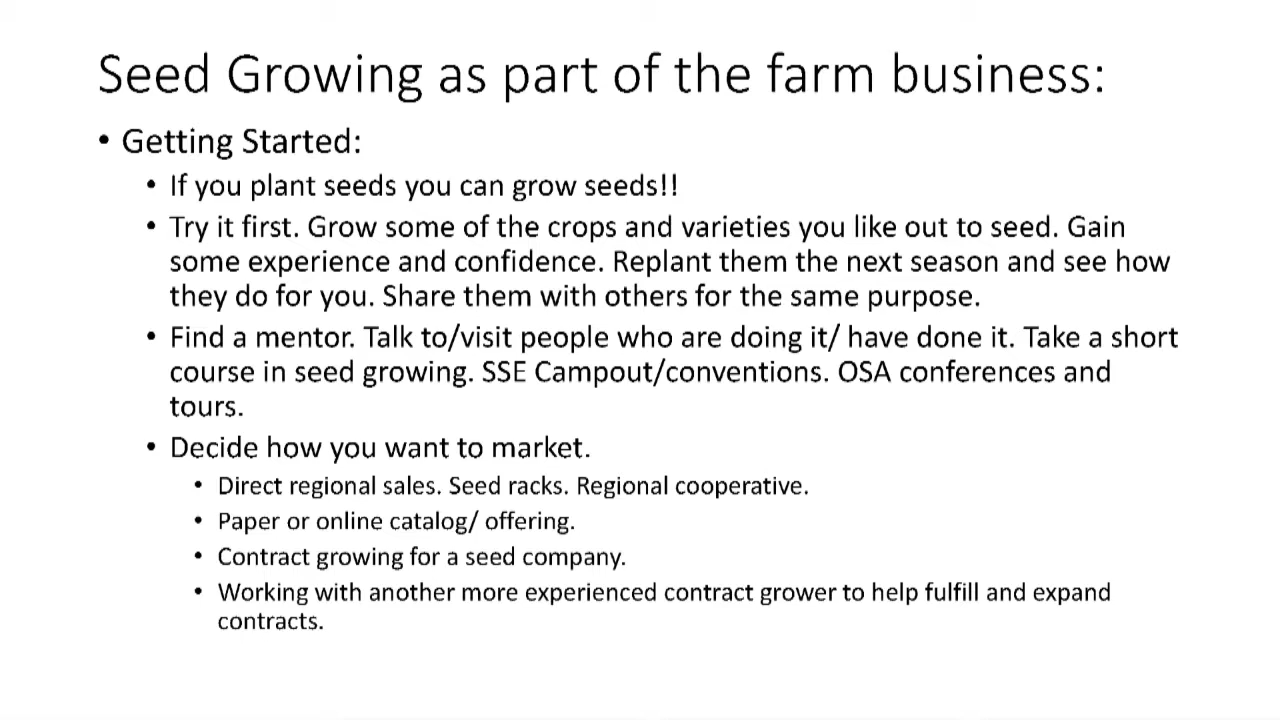 Seed Growing as part of the farm business:
• Getting Started:
• If you plant seeds you can grow seeds!!
• Try it first. Grow some of the crops and varieties you like out to seed. Gain
some experience and confidence. Replant them the next season and see how
they do for you. Share them with others for the same purpose.
• Find a mentor. Talk to/visit people who are doing it/ have done it. Take a short
course in seed growing. SSE Campout/conventions. OSA conferences and
tours.
• Decide how you want to market.
• Direct regional sales. Seed racks. Regional cooperative.
• Paper or online catalog/ offering.
• Contract growing for a seed company.
• Working with another more experienced contract grower to help fulfill and expand
contracts.